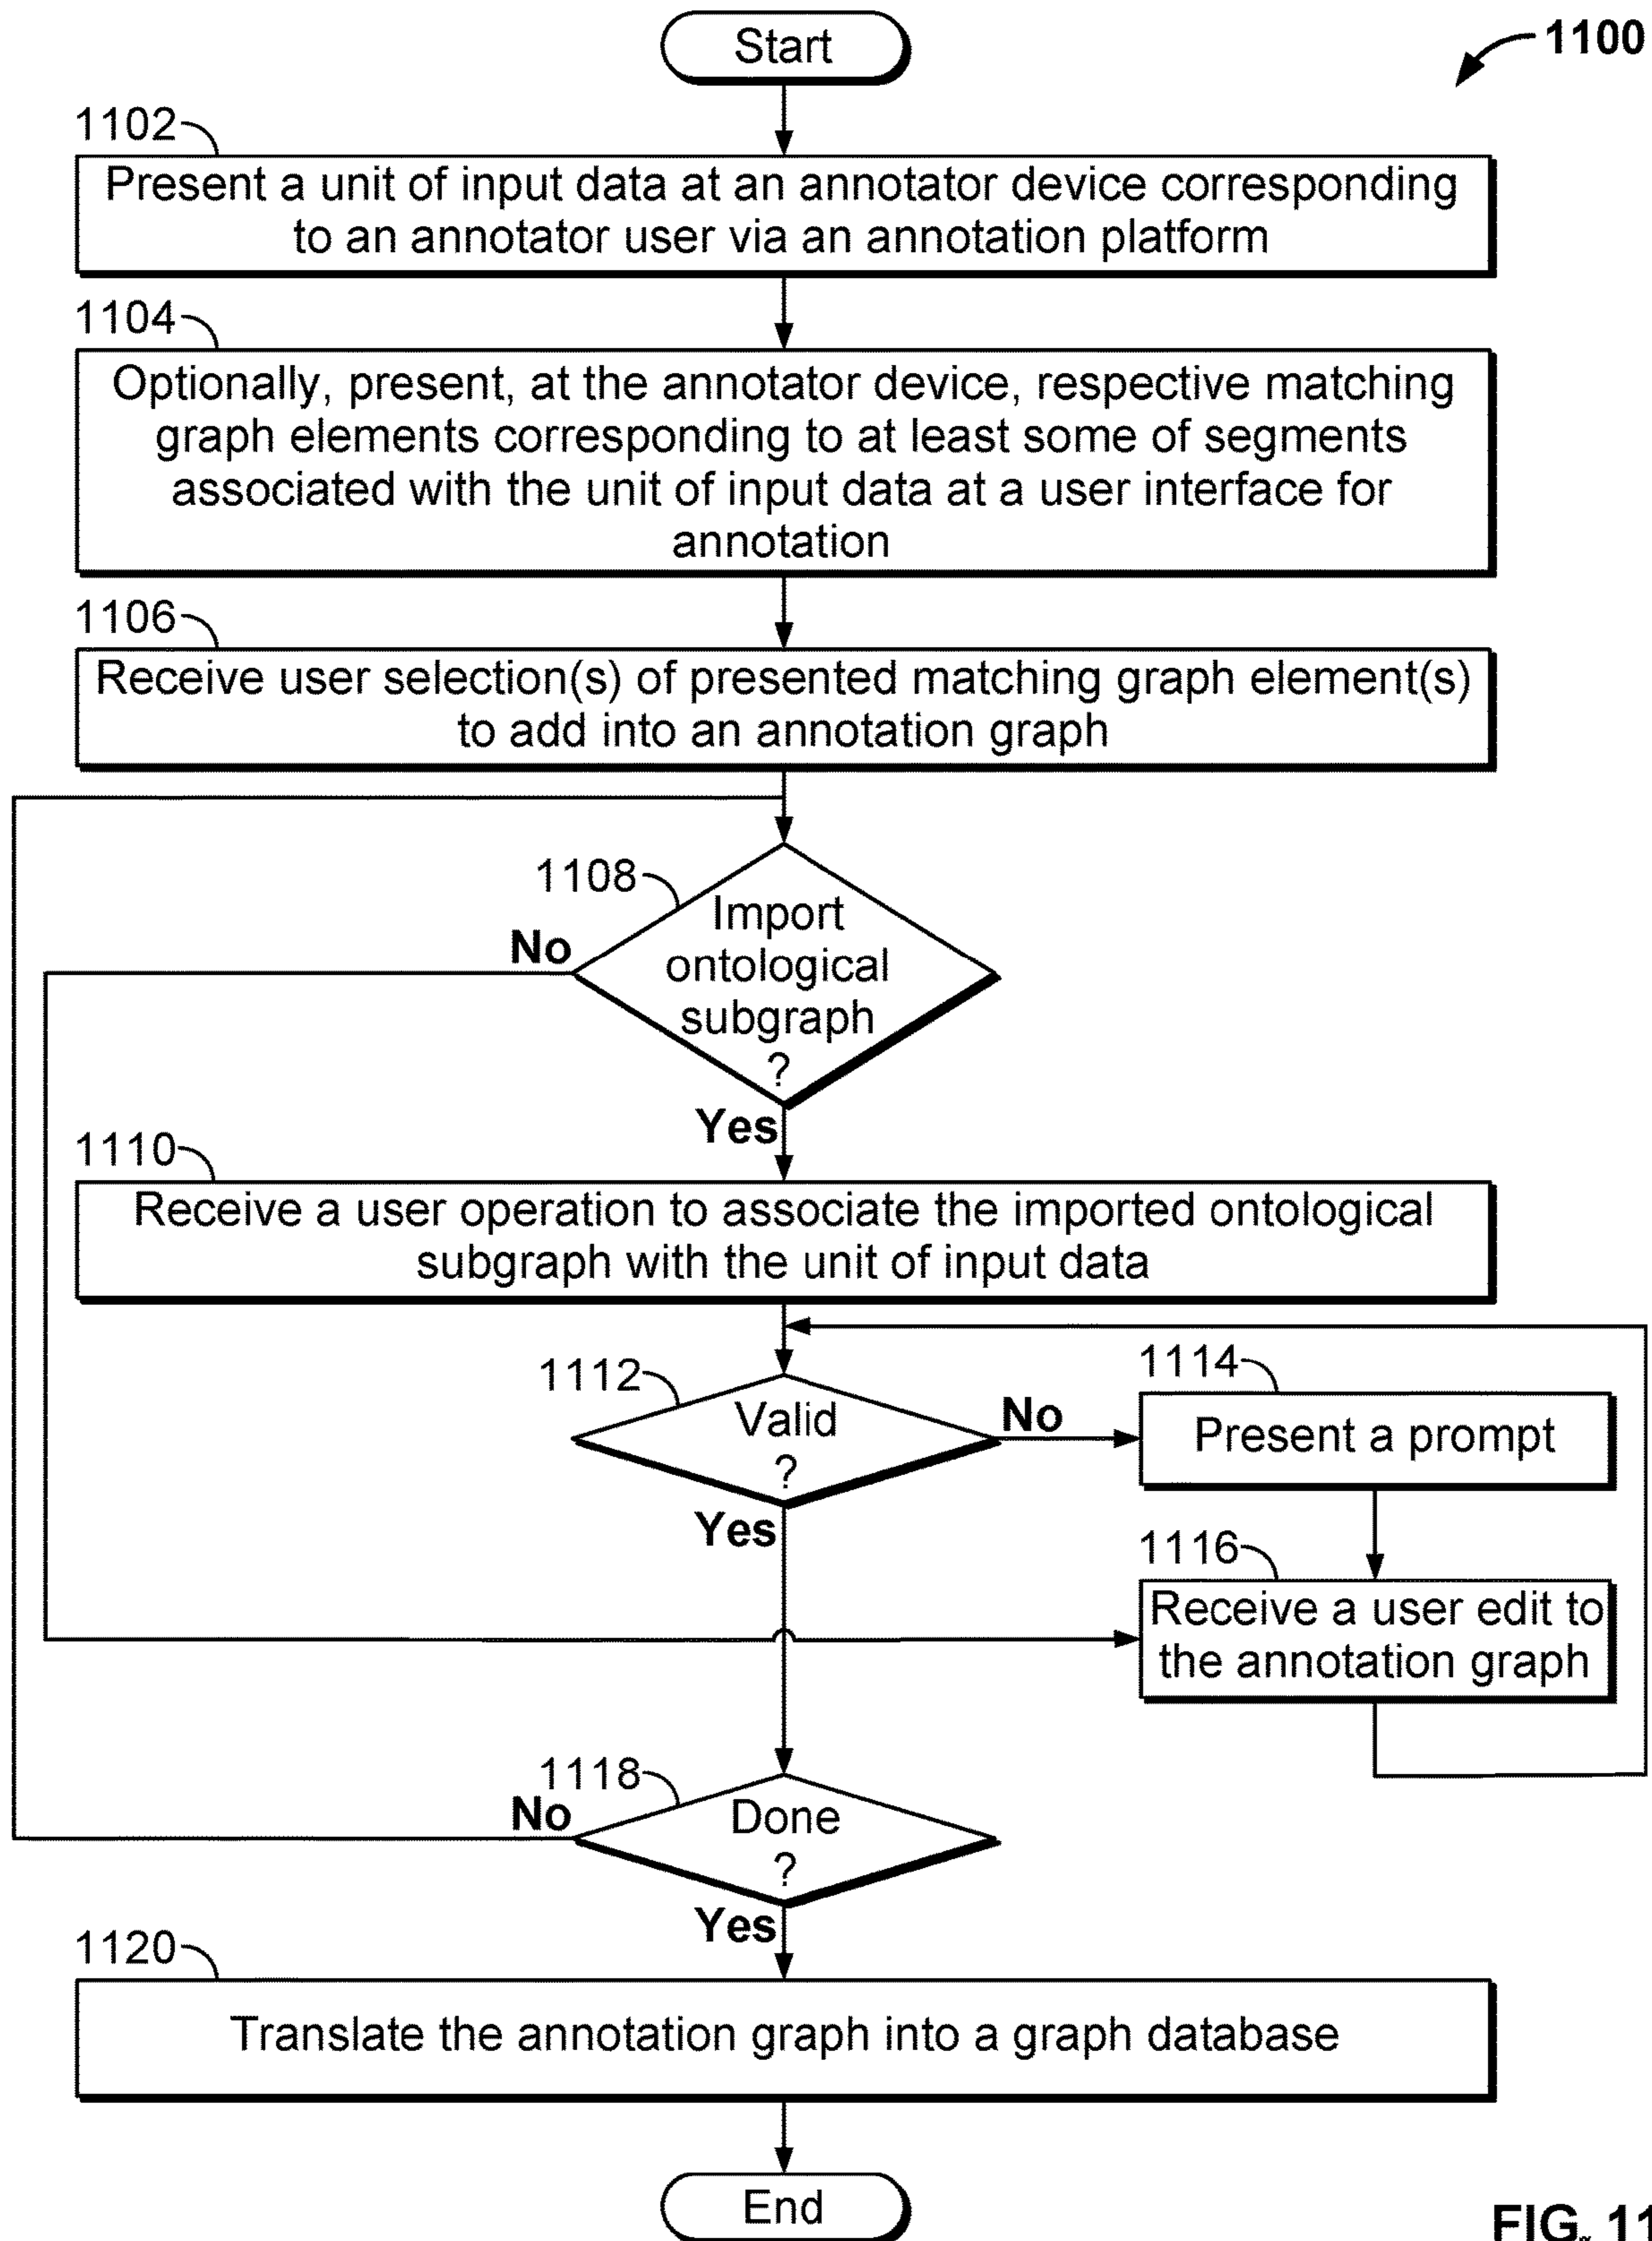 Start
1100
1102
Present a unit of input data at an annotator device corresponding
to an annotator user via an annotation platform
1104
Optionally, present, at the annotator device, respective matching
graph elements corresponding to at least some of segments
associated with the unit of input data at a user interface for
annotation
1106
Receive user selection(s) of presented matching graph element(s)
to add into an annotation graph
1108
Import
ontological
subgraph
?
No
Yes
1110
Receive a user operation to associate the imported ontological
subgraph with the unit of input data
1112
Valid
?
No
Yes
1114
Present a prompt
1116
Receive a user edit to
the annotation graph
1118
Done
?
No
Yes
1120
Translate the annotation graph into a graph database
End
FIG. 11